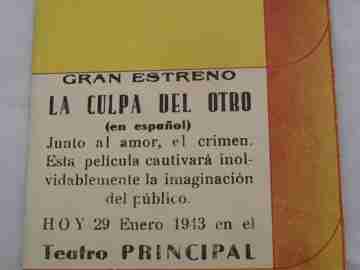 GRAN ESTRENO
LA CULPA DEL OTRO
(en español)
Junto al amor, el crimen.
Esta película cautivará inol-
vidablemente la imaginación
del público.
HOY 29 Enero 1943 en el
Teatro PRINCIPAL